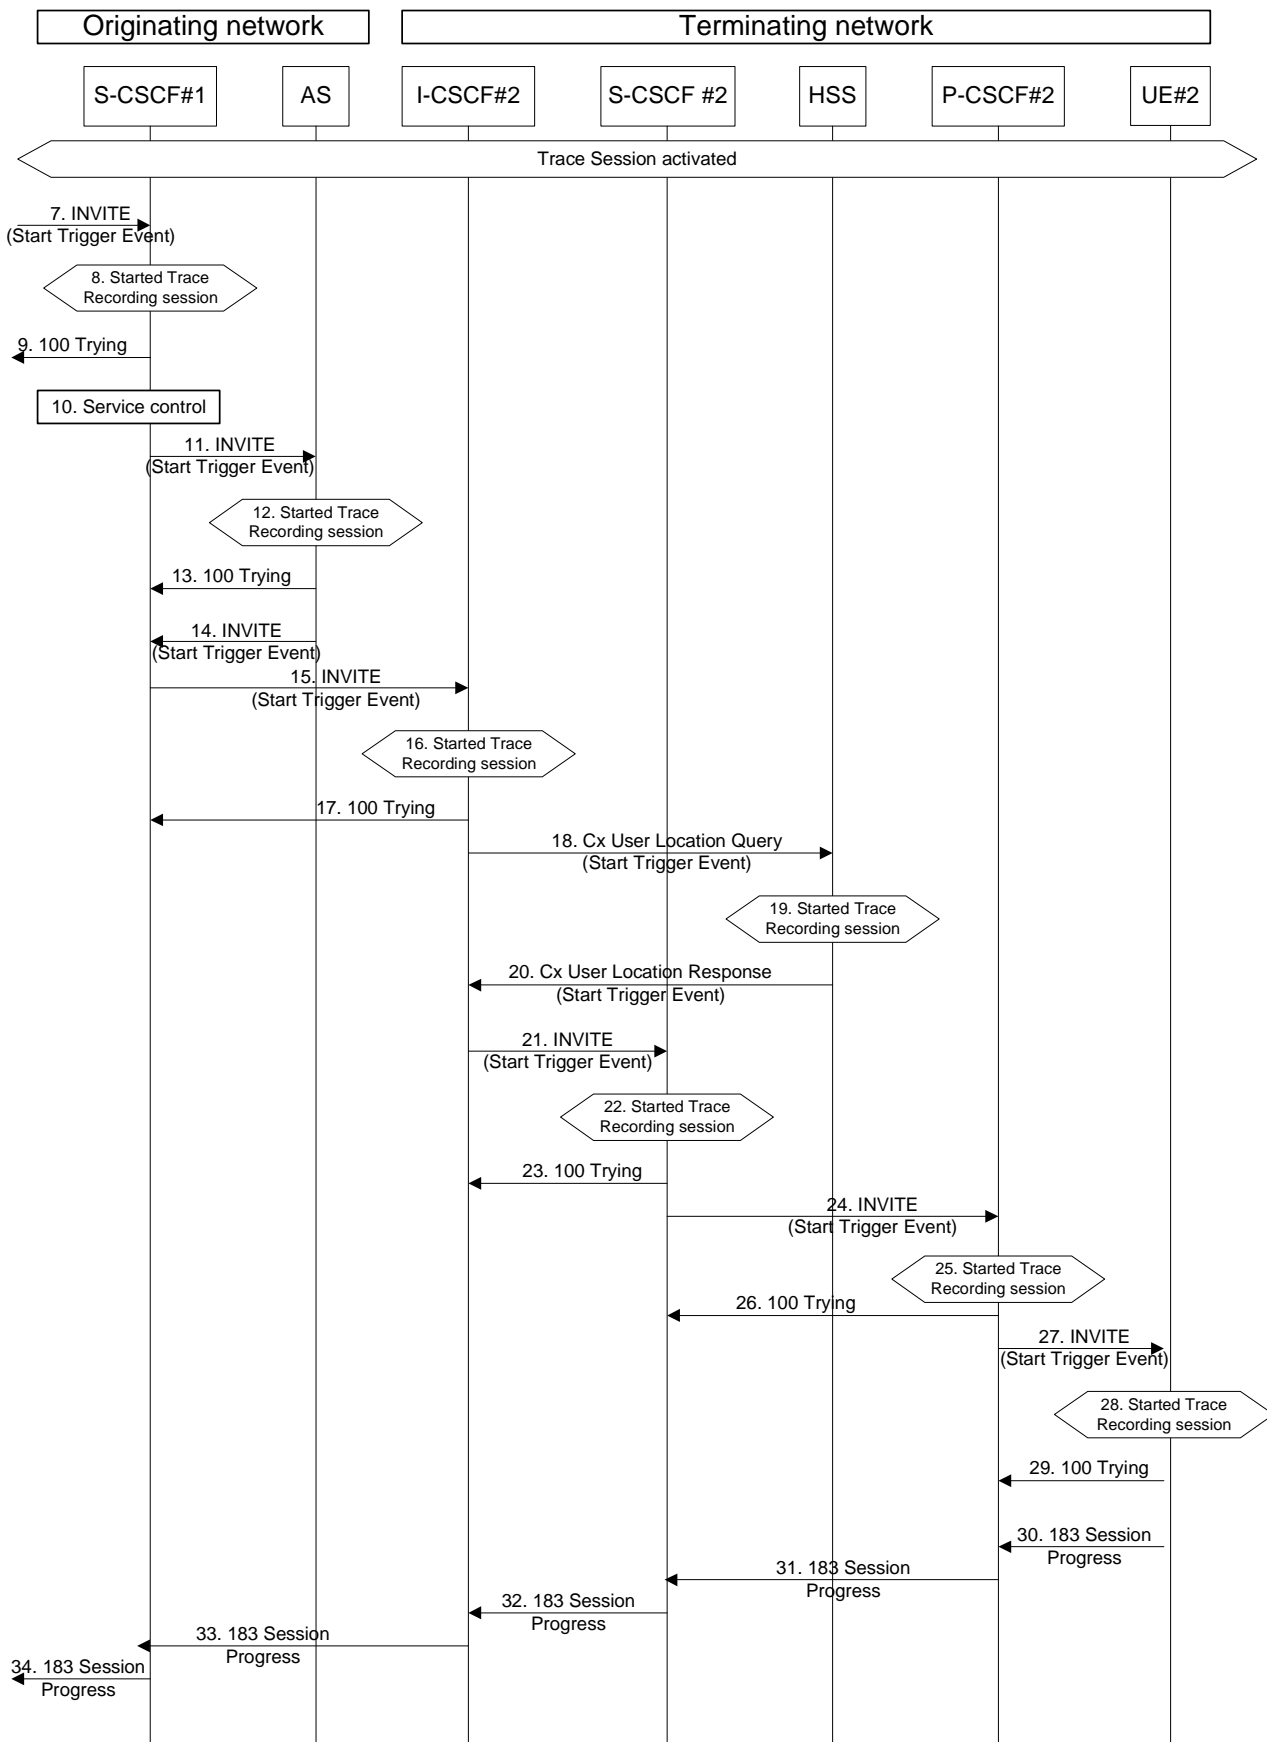 Originating network
Terminating network
S-CSCF#1
AS
I-CSCF#2
S-CSCF #2
HSS
P-CSCF#2
UE#2
Trace Session activated
7. INVITE
(Start Trigger Event)
8. Started Trace
Recording session
9. 100 Trying
10. Service control
11. INVITE
(Start Trigger Event)
12. Started Trace
Recording session
13. 100 Trying
14. INVITE
(Start Trigger Event)
15. INVITE
(Start Trigger Event)
16. Started Trace
Recording session
17. 100 Trying
18. Cx User Location Query
(Start Trigger Event)
19. Started Trace
Recording session
20. Cx User Location Response
(Start Trigger Event)
21. INVITE
(Start Trigger Event)
22. Started Trace
Recording session
23. 100 Trying
24. INVITE
(Start Trigger Event)
25. Started Trace
Recording session
26. 100 Trying
27. INVITE
(Start Trigger Event)
28. Started Trace
Recording session
29. 100 Trying
30. 183 Session
Progress
31. 183 Session
Progress
32. 183 Session
Progress
33. 183 Session
Progress
34. 183 Session
Progress